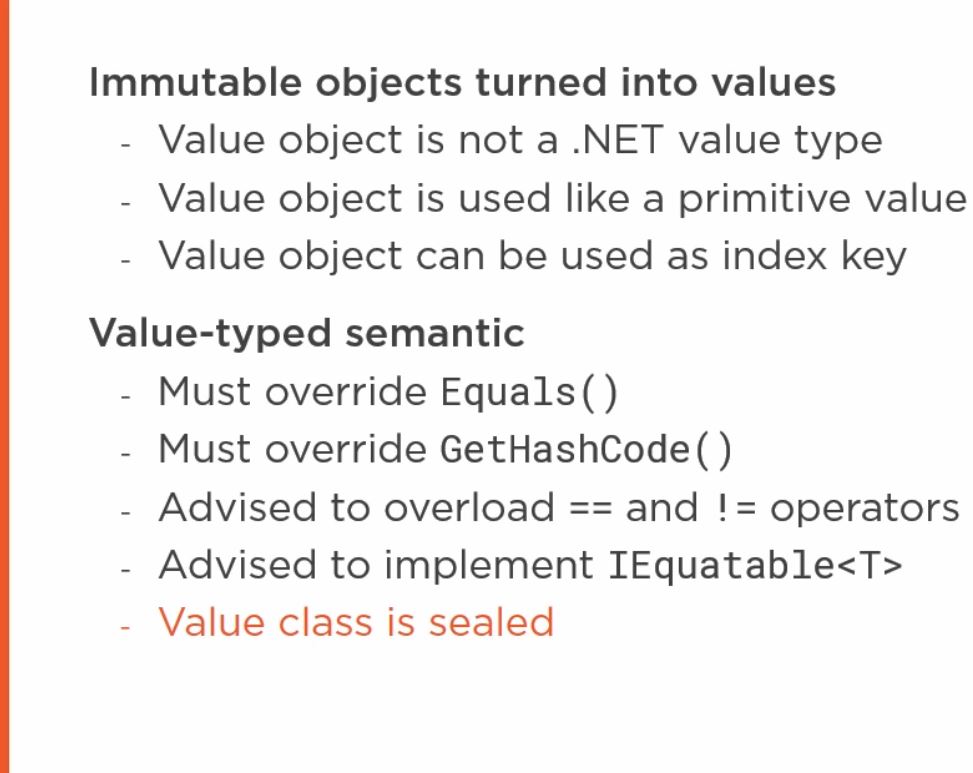 Immutable objects turned into values
- Value object is not a .NET value type
- Value object is used like a primitive value
- Value object can be used as index key
Value-typed semantic
- Must override Equals()
- Must override GetHashCode()
- Advised to overload == and != operators
- Advised to implement IEquatable<T>
- Value class is sealed